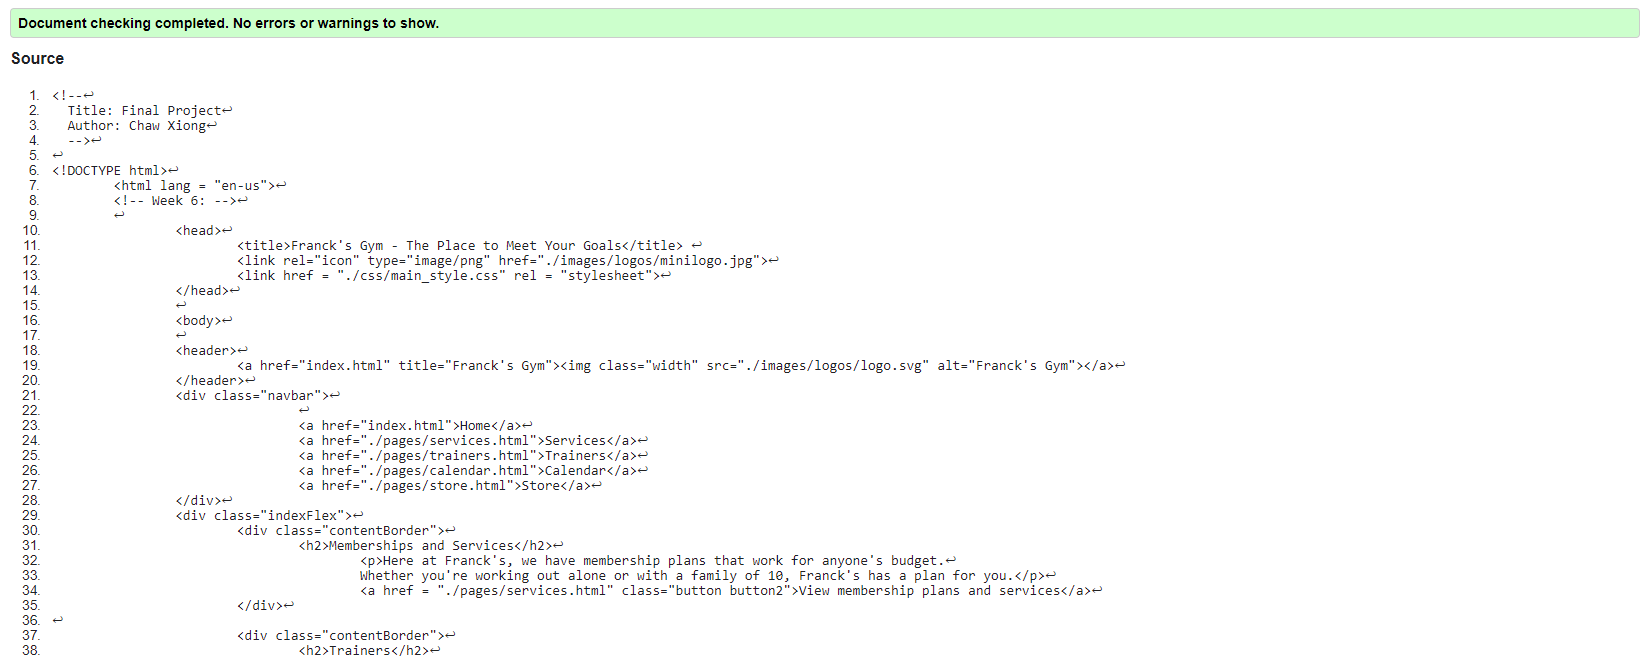 Document checking completed. No errors or warnings to show.
Source
1. <!--↩
2. Title: Final Project↩
3. Author: Chaw Xiong↩
4. -->↩
5. ↩
6. <!DOCTYPE html>↩
7. <html lang = "en-us">↩
8. <!-- Week 6: -->↩
9. ↩
10. <head>↩
11. <title>Franck's Gym - The Place to Meet Your Goals</title> ↩
12. <link rel="icon" type="image/png" href="./images/logos/minilogo.jpg">↩
13. <link href = "./css/main_style.css" rel = "stylesheet">↩
14. </head>↩
15. ↩
16. <body>↩
17. ↩
18. <header>↩
19. <a href="index.html" title="Franck's Gym"><img class="width" src="./images/logos/logo.svg" alt="Franck's Gym"></a>↩
20. </header>↩
21. <div class="navbar">↩
22. ↩
23. <a href="index.html">Home</a>↩
24. <a href="./pages/services.html">Services</a>↩
25. <a href="./pages/trainers.html">Trainers</a>↩
26. <a href="./pages/calendar.html">Calendar</a>↩
27. <a href="./pages/store.html">Store</a>↩
28. </div>↩
29. <div class="indexFlex">↩
30. <div class="contentBorder">↩
31. <h2>Memberships and Services</h2>↩
32. <p>Here at Franck's, we have membership plans that work for anyone's budget.↩
33. Whether you're working out alone or with a family of 10, Franck's has a plan for you.</p>↩
34. <a href = "./pages/services.html" class="button button2">View membership plans and services</a>↩
35. </div>↩
36. ↩
37. <div class="contentBorder">↩
38. <h2>Trainers</h2>↩